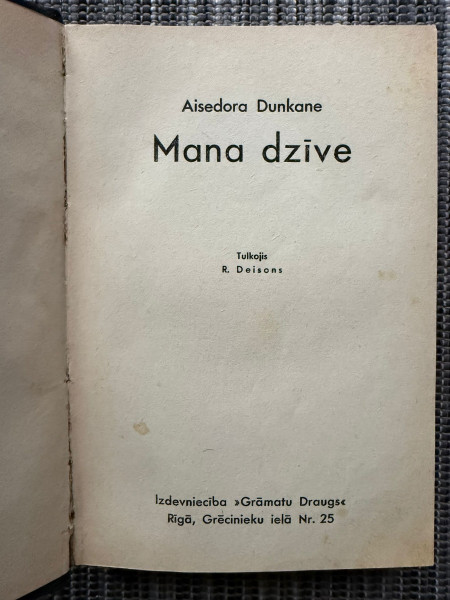 Aisedora Dunkane
Mana dzīve
Tulkojis
R. Deisons
Izdevniecība »Grāmatu Draugs«
Rīgā, Grēcinieku ielā Nr. 25